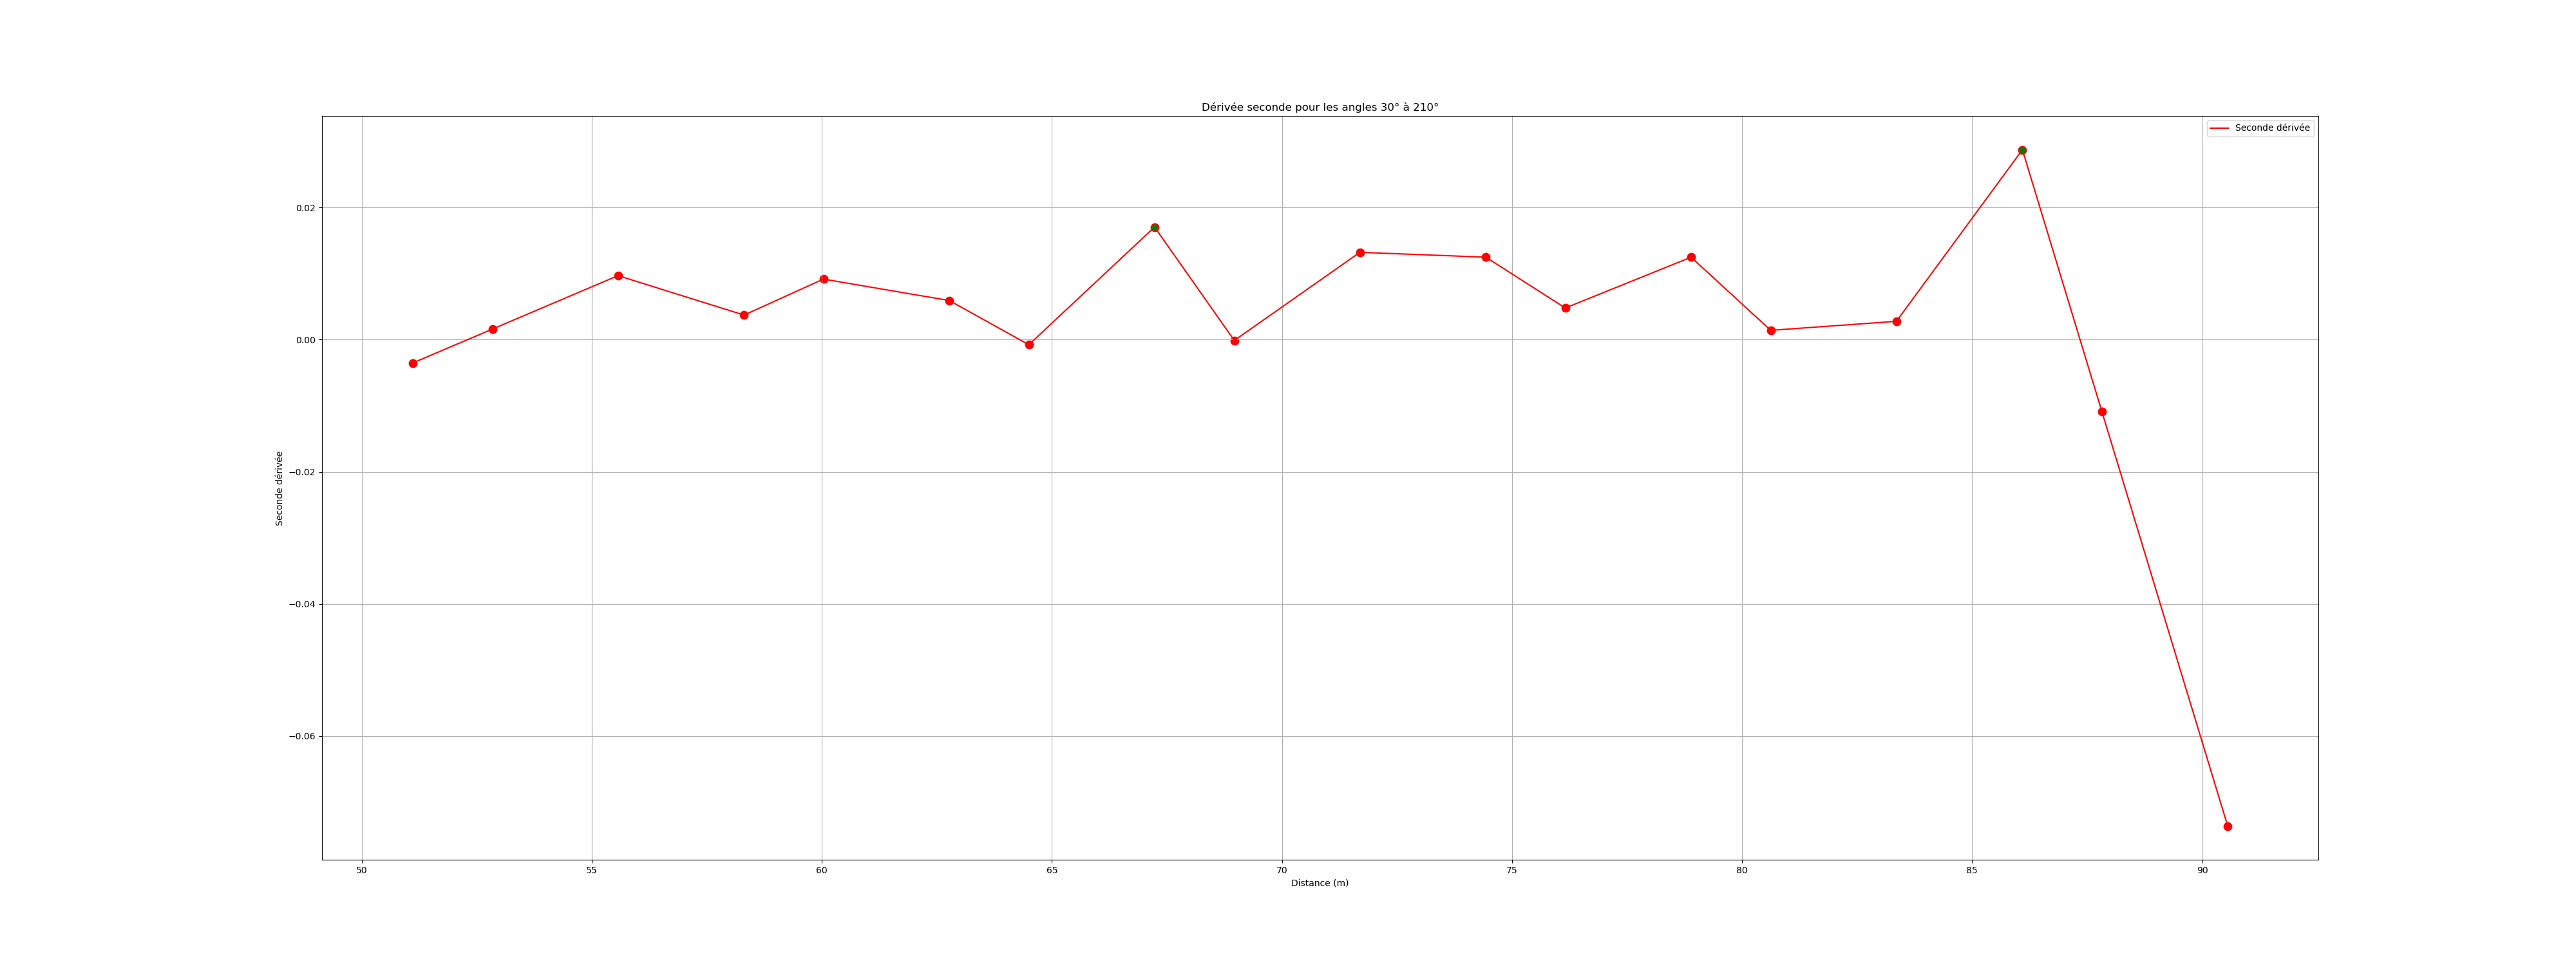 Dérivée seconde pour les angles 30° à 210°
Seconde dérivée
0.02
0.00
−0.02
−0.04
−0.06
Seconde dérivée
50 55 60 65 70 75 80 85 90
Distance (m)